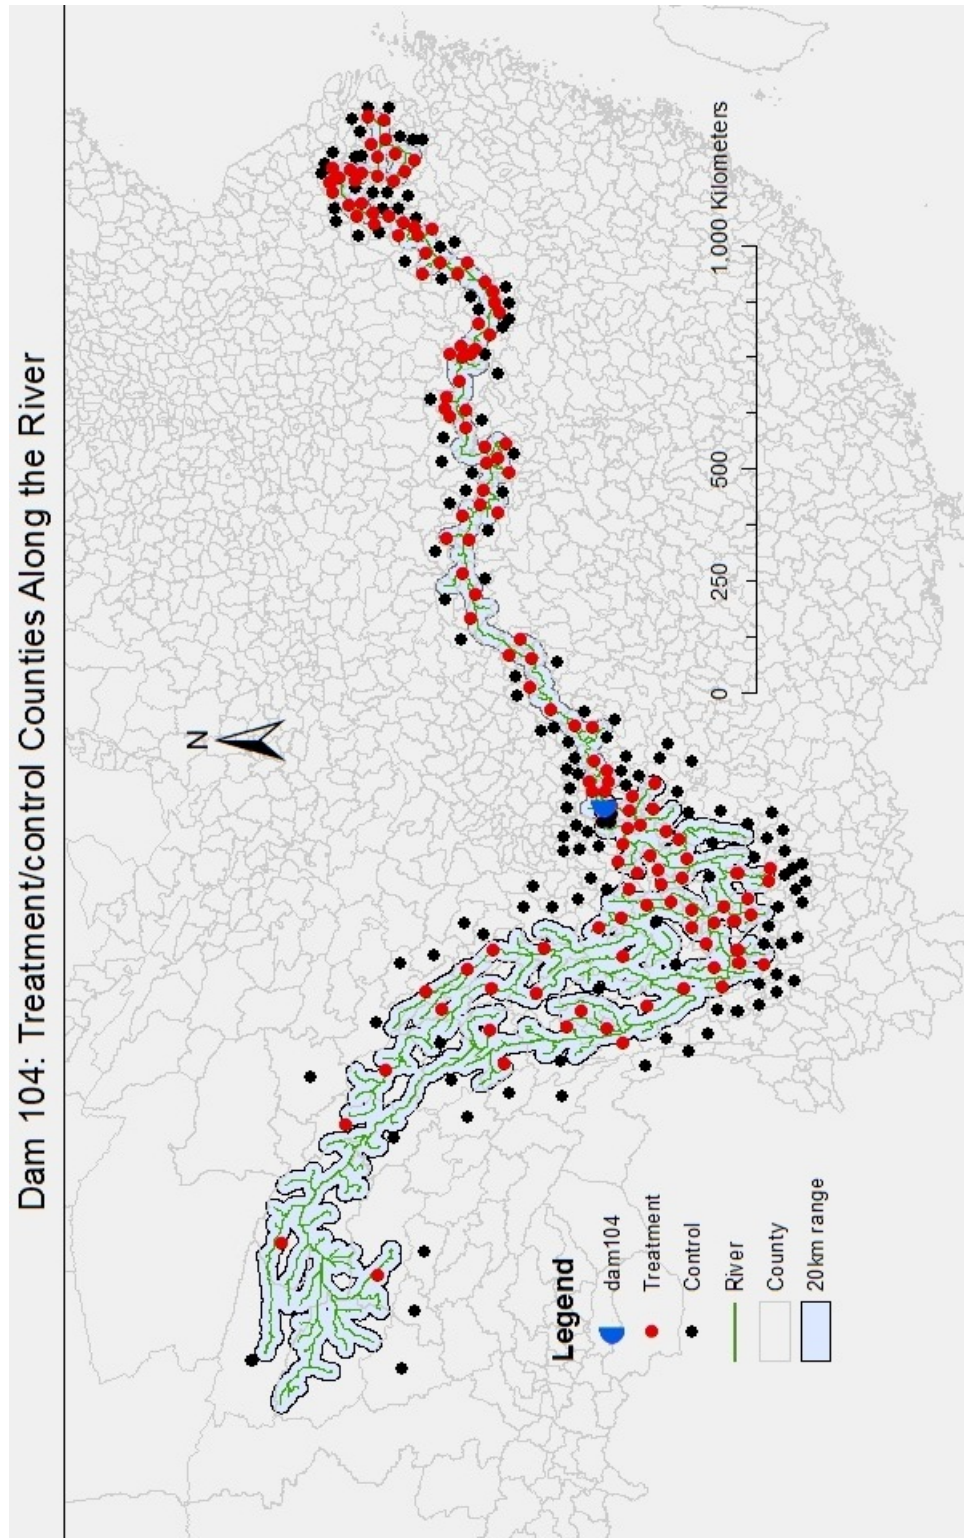 Dam 104: Treatment/control Counties Along the River
N
0 250 500 1,000 Kilometers
Legend
dam104
Treatment
Control
River
County
20km range